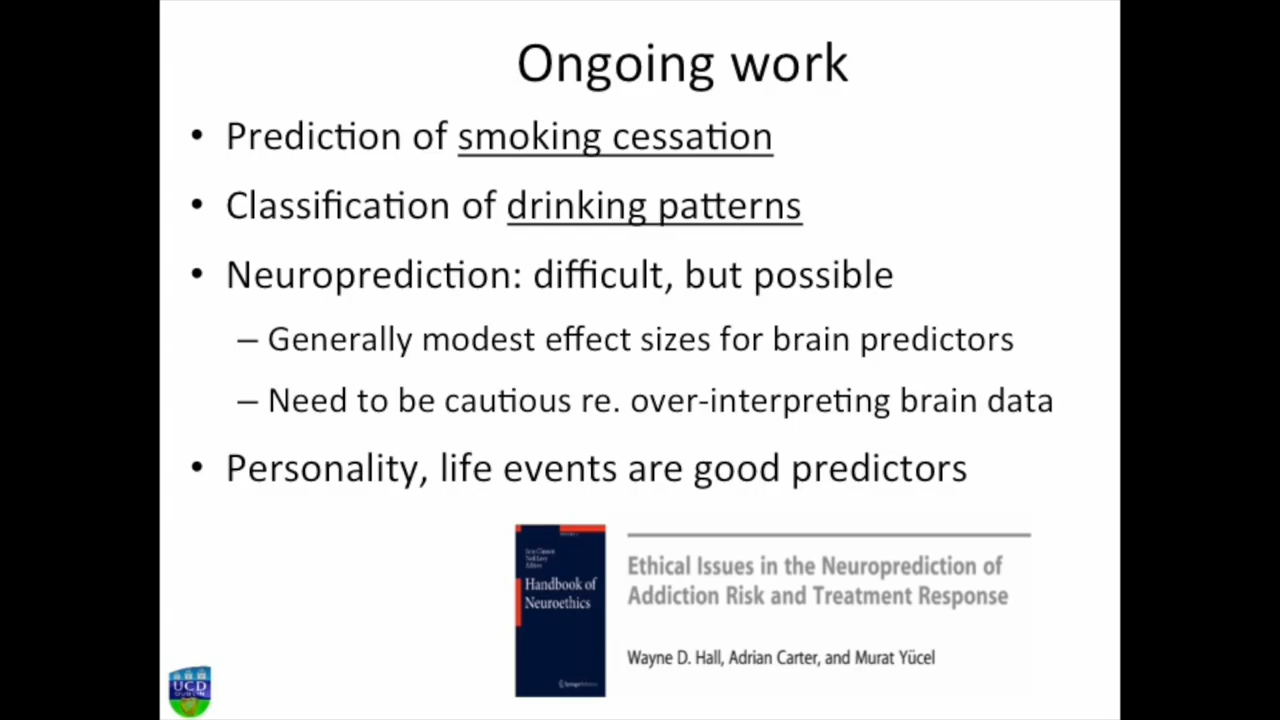 Ongoing work
• Prediction of smoking cessation
• Classification of drinking patterns
• Neuroprediction: difficult, but possible
– Generally modest effect sizes for brain predictors
– Need to be cautious re. over-interpreting brain data
• Personality, life events are good predictors
Editors
Handbook of
Neuroethics
Springer
Ethical Issues in the Neuroprediction of
Addiction Risk and Treatment Response
Wayne D. Hall, Adrian Carter, and Murat Yücel
UCD
DUBLIN